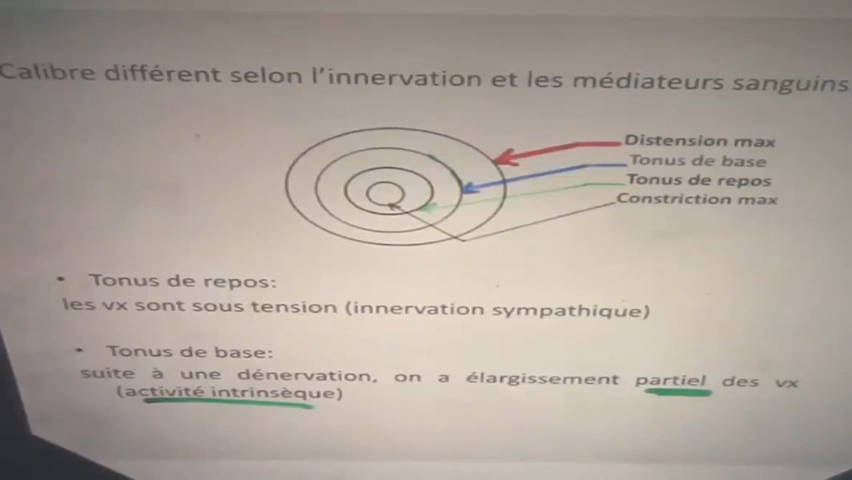 Calibre différent selon l'innervation et les médiateurs sanguins
Distension max
Tonus de base
Tonus de repos
Constriction max
• Tonus de repos:
les vx sont sous tension (innervation sympathique)
• Tonus de base:
suite à une dénervation, on a élargissement partiel des vx
(activité intrinsèque)